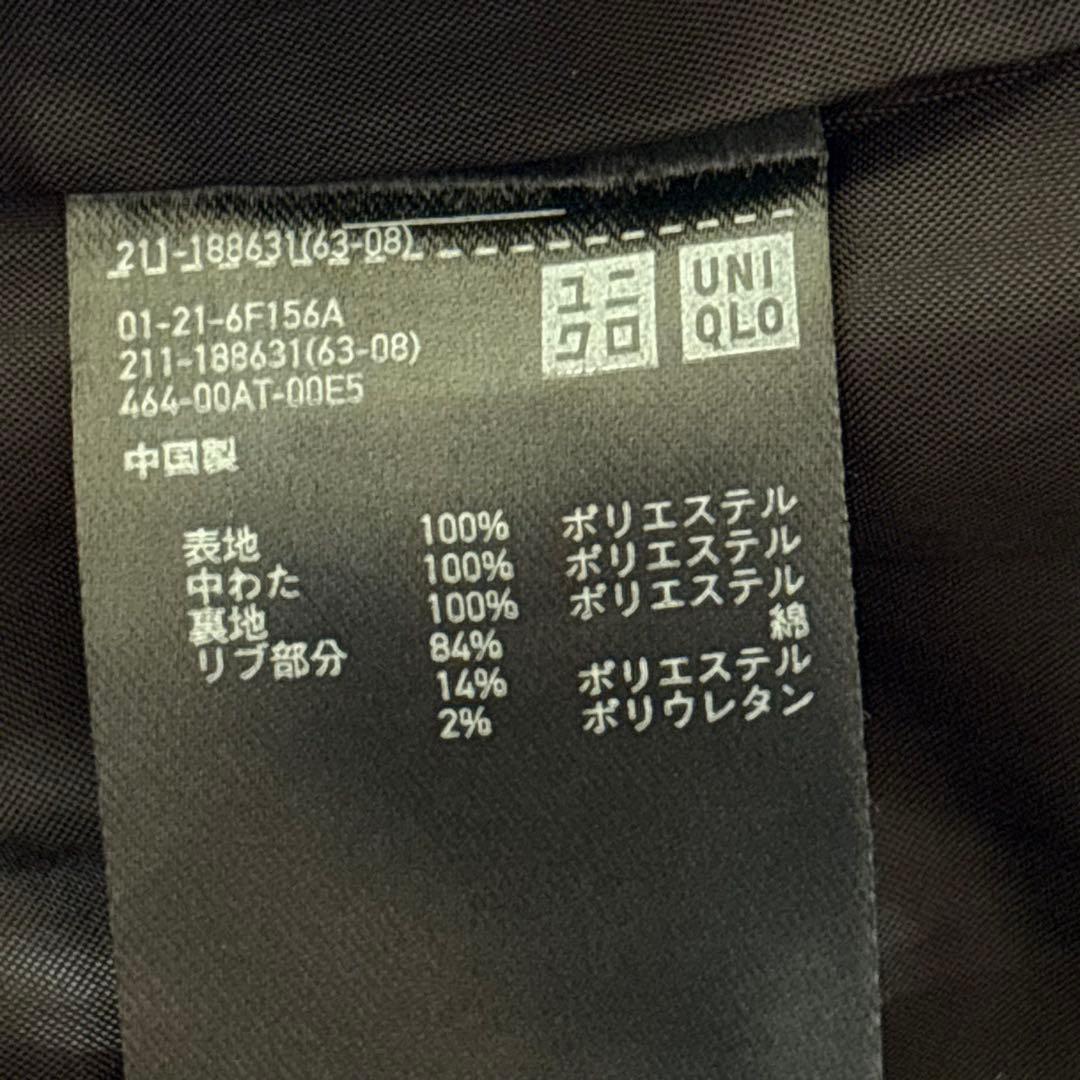 211-188631(63-08)
ユニ
クロ
UNI
QLO
01-21-6F156A
211-188631(63-08)
464-00AT-00E5
中国製
表地 100% ポリエステル
中わた 100% ポリエステル
裏地 100% ポリエステル
リブ部分 84% 綿
14% ポリエステル
2% ポリウレタン